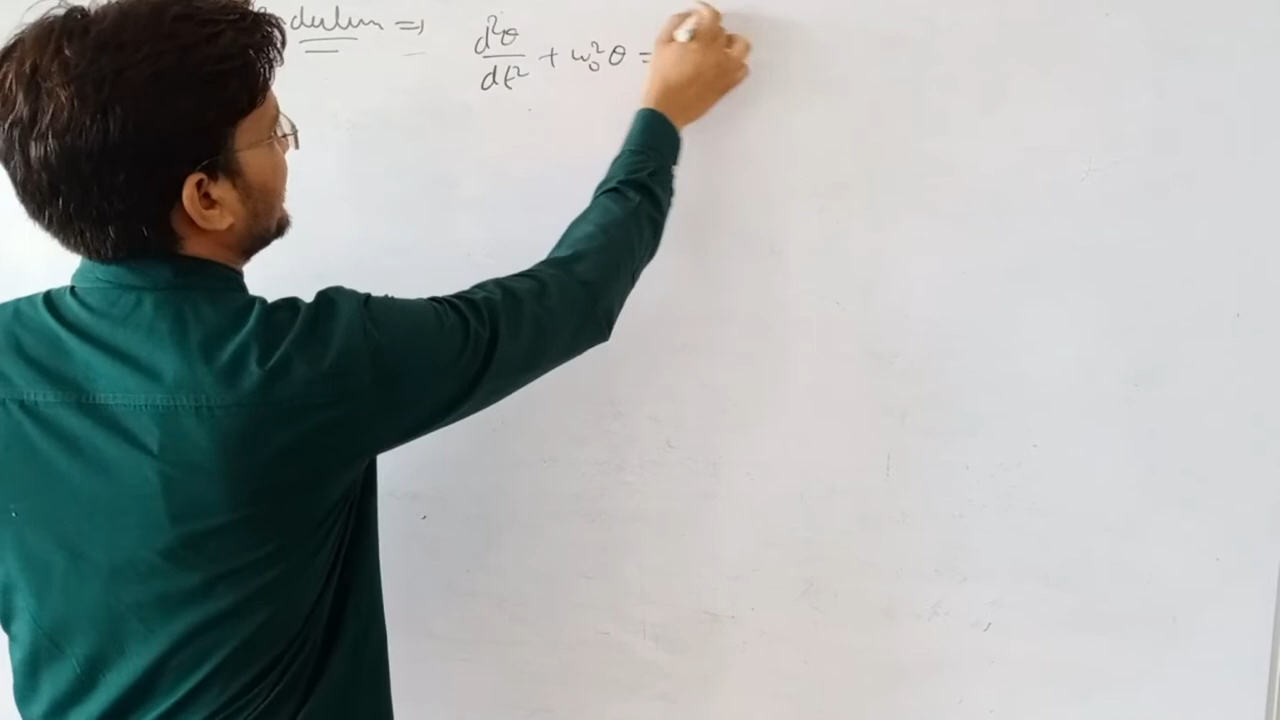 dulum ⇒ d²θ/dt² + ω₀²θ =